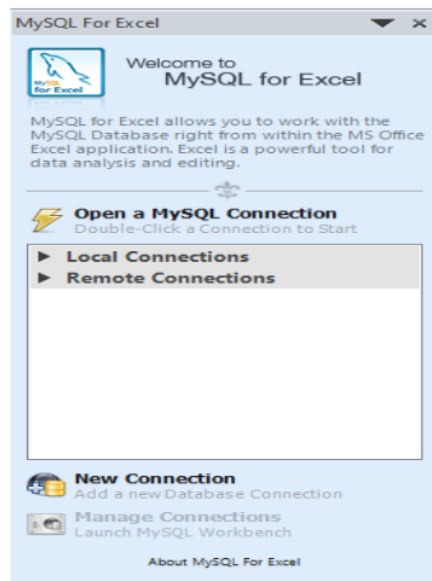 MySQL For Excel
Welcome to
MySQL for Excel
MySQL
for Excel
MySQL for Excel allows you to work with the
MySQL Database right from within the MS Office
Excel application. Excel is a powerful tool for
data analysis and editing.
Open a MySQL Connection
Double-Click a Connection to Start
Local Connections
Remote Connections
New Connection
Add a new Database Connection
Manage Connections
Launch MySQL Workbench
About MySQL For Excel